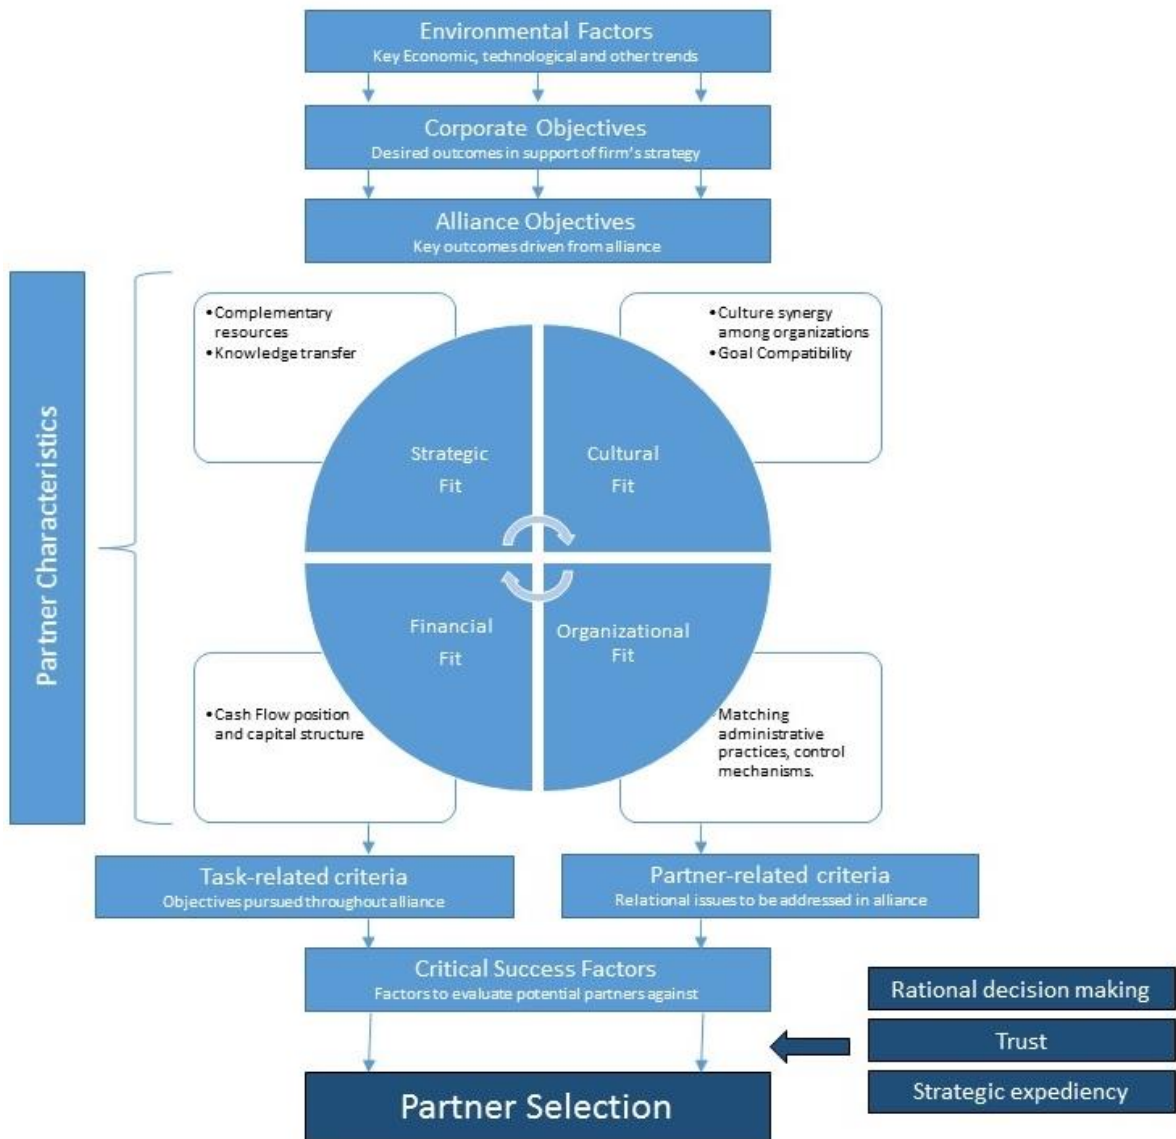 Environmental Factors
Key Economic, technological and other trends
Corporate Objectives
Desired outcomes in support of firm's strategy
Alliance Objectives
Key outcomes driven from alliance
Partner Characteristics
•Complementary
resources
•Knowledge transfer
•Culture synergy
among organizations
•Goal Compatibility
Strategic
Fit
Cultural
Fit
Financial
Fit
Organizational
Fit
•Cash Flow position
and capital structure
•Matching
administrative
practices, control
mechanisms.
Task-related criteria
Objectives pursued throughout alliance
Partner-related criteria
Relational issues to be addressed in alliance
Critical Success Factors
Factors to evaluate potential partners against
Rational decision making
Trust
Strategic expediency
Partner Selection